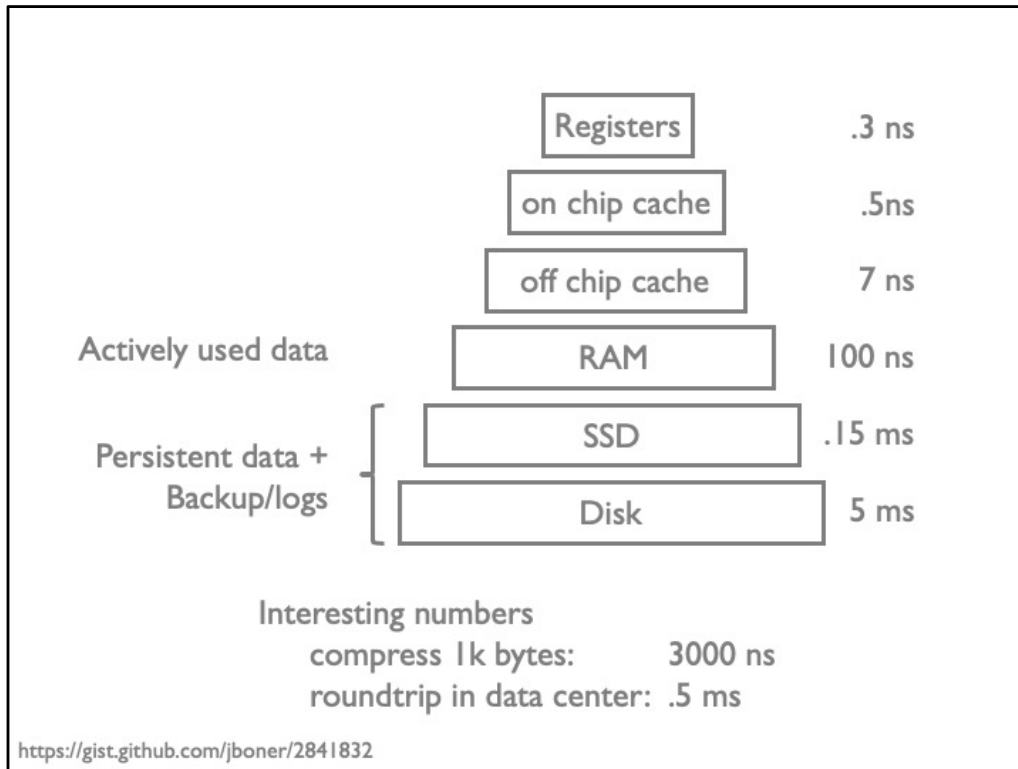 Registers .3 ns
on chip cache .5ns
off chip cache 7 ns
Actively used data RAM 100 ns
SSD .15 ms
Persistent data +
Backup/logs
Disk 5 ms
Interesting numbers
compress 1k bytes: 3000 ns
roundtrip in data center: .5 ms
https://gist.github.com/jboner/2841832